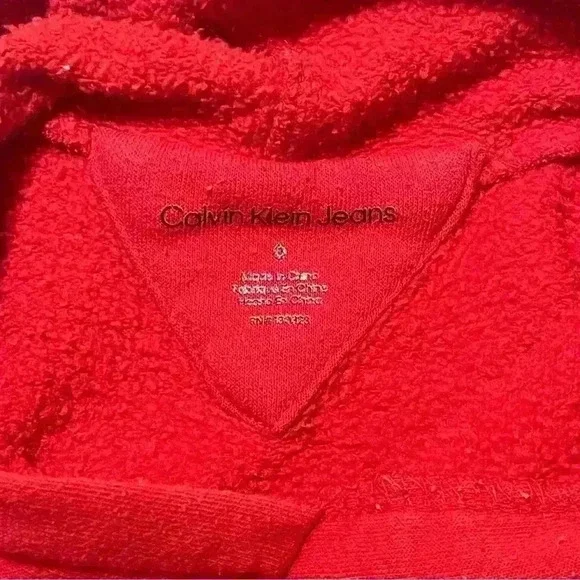 Calvin Klein Jeans
Made in China
Fabriqué En Chine
Hecho En China